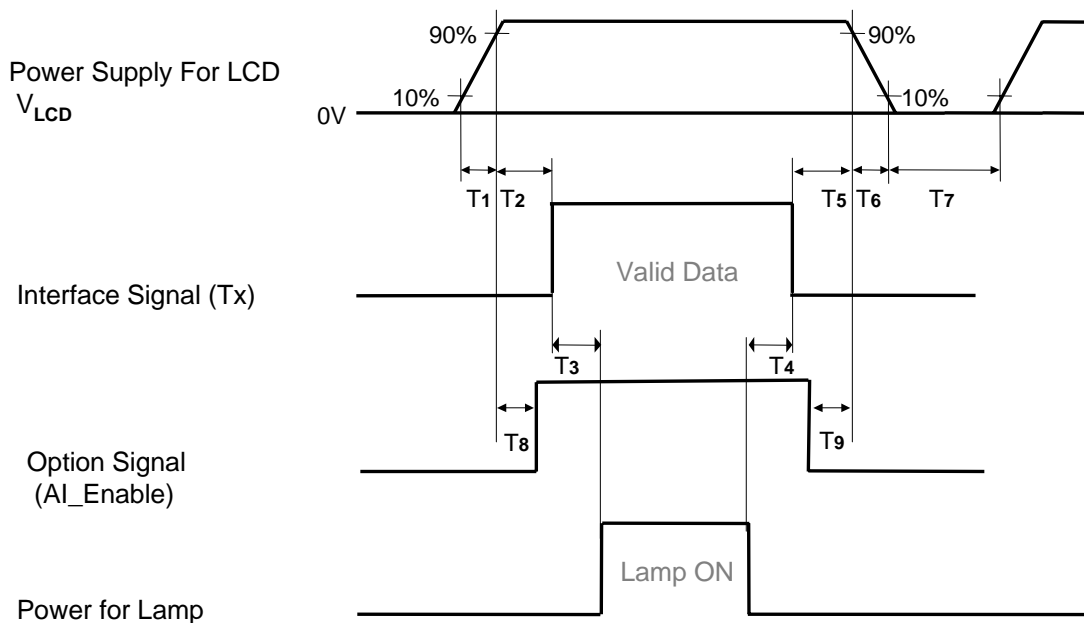 90%
90%
Power Supply For LCD
VLCD
10%
10%
0V
T1
T2
T5
T6
T7
Valid Data
Interface Signal (Tx)
T3
T4
T8
T9
Option Signal
(AI_Enable)
Lamp ON
Power for Lamp